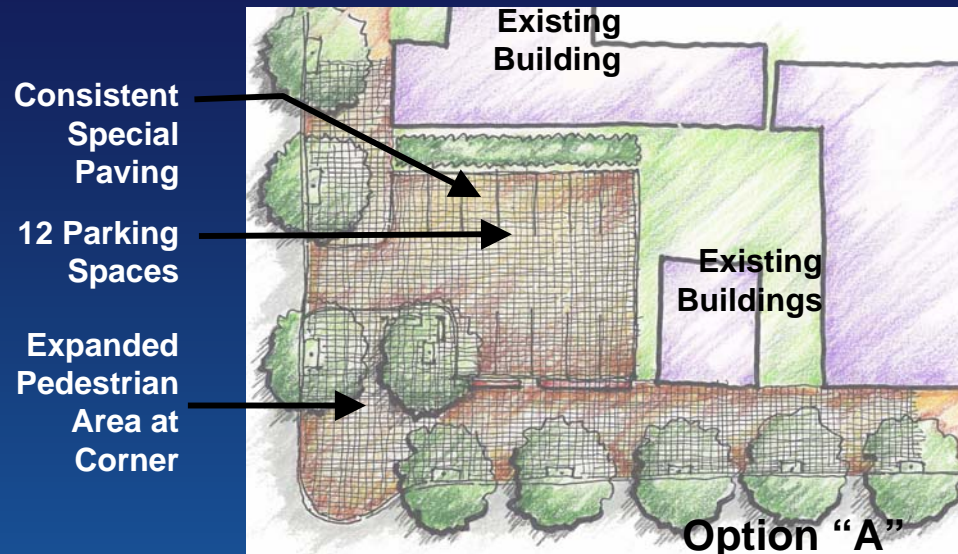 Existing
Building
Consistent
Special
Paving
12 Parking
Spaces
Existing
Buildings
Expanded
Pedestrian
Area at
Corner
Option “A”